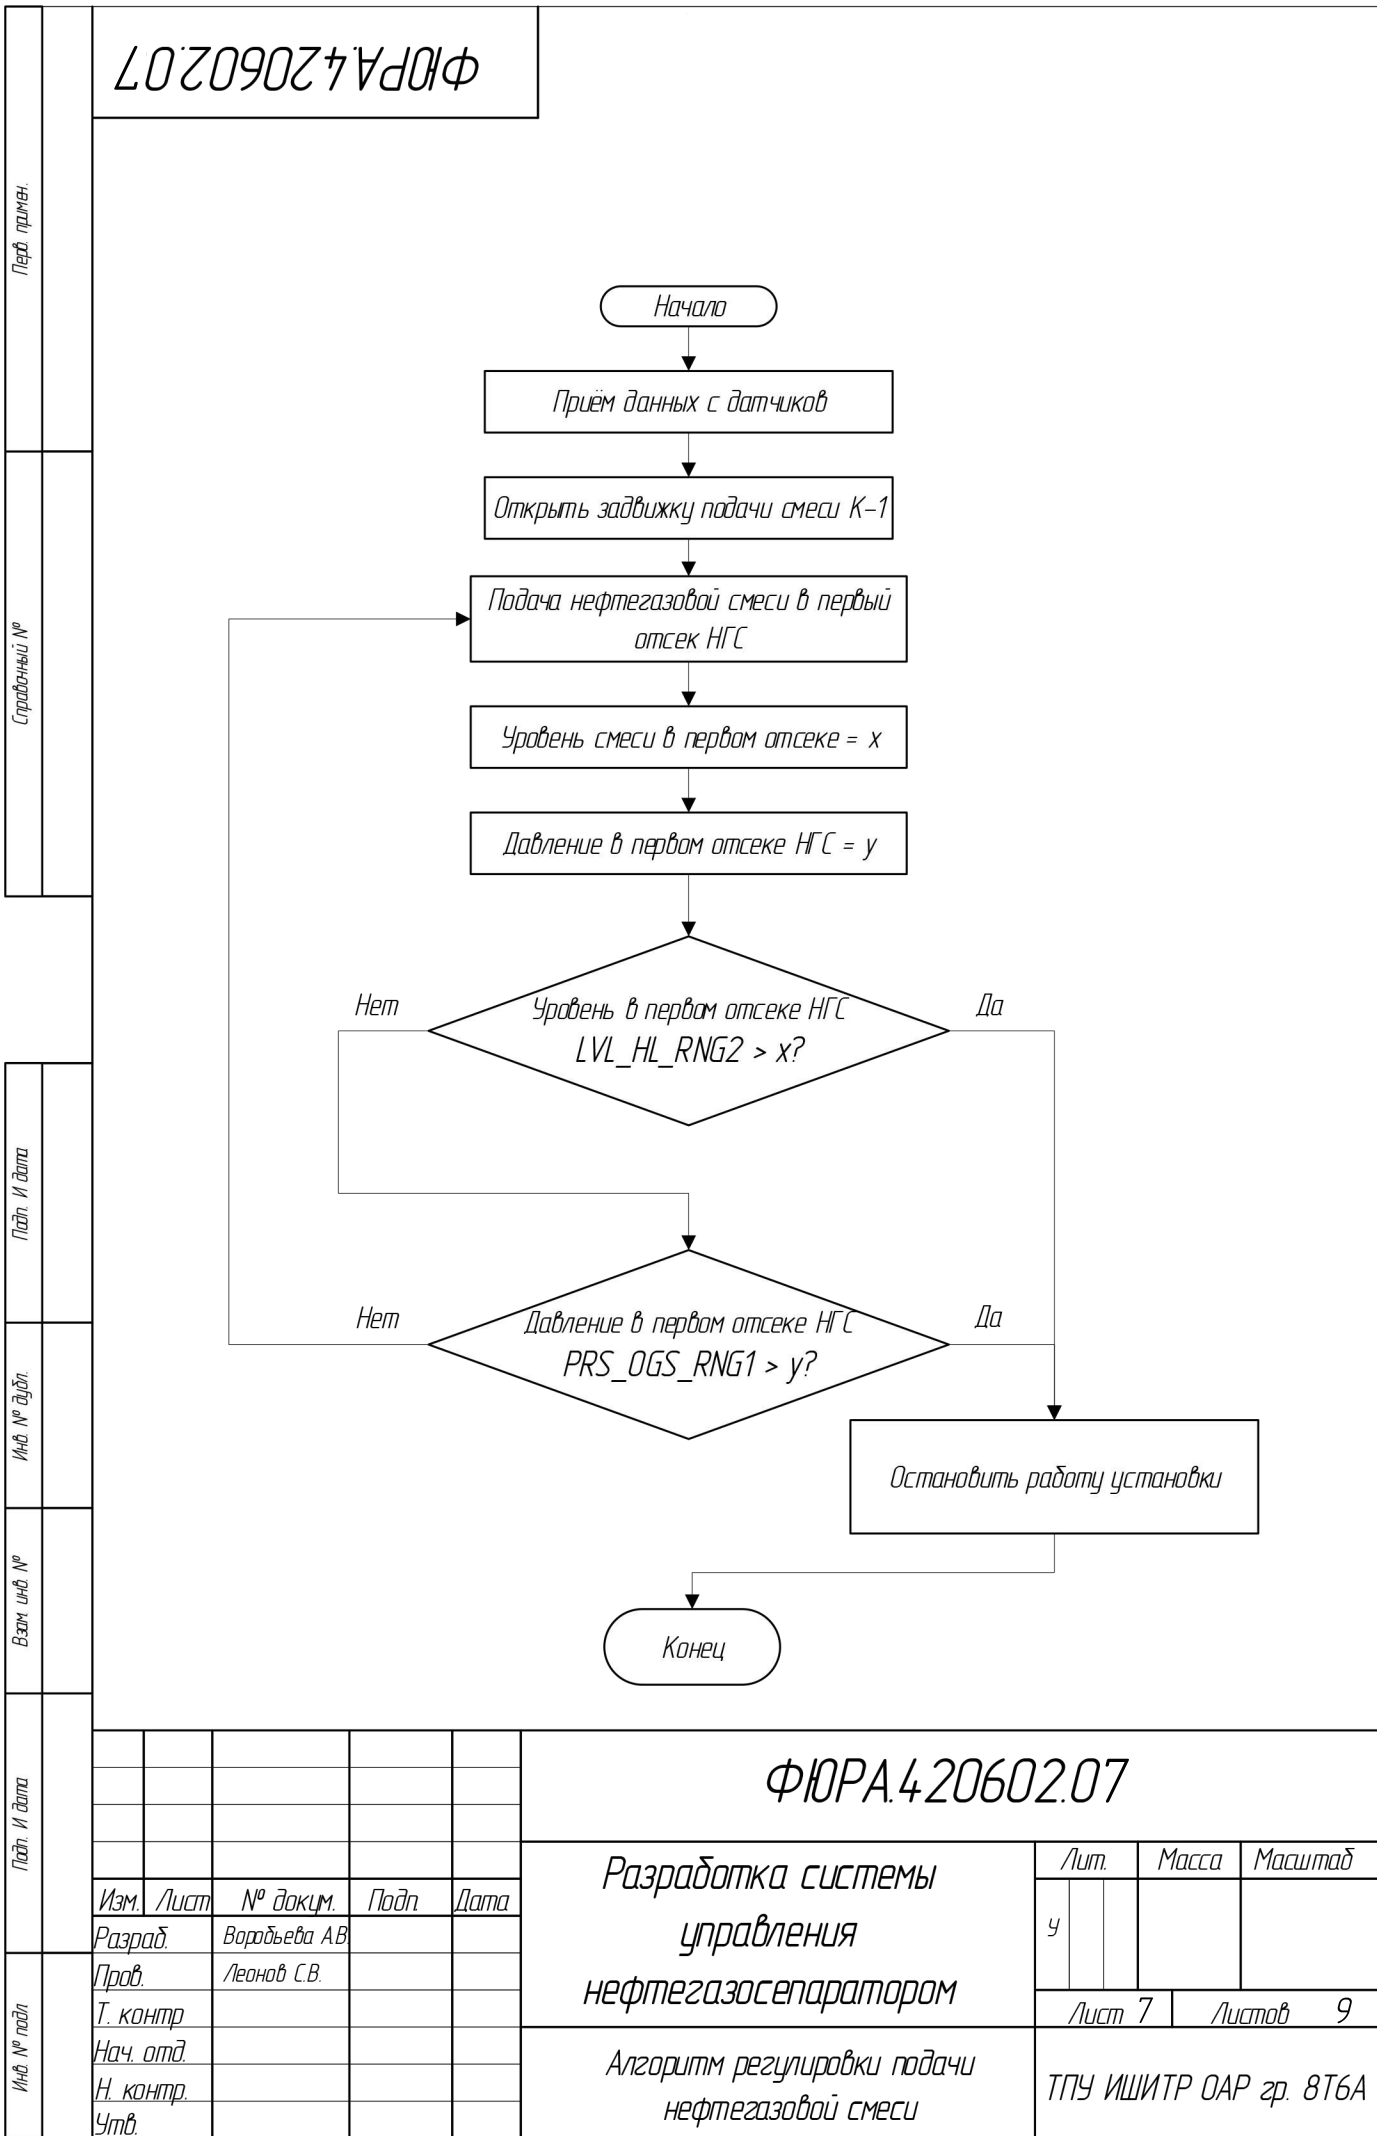 ФЮРА.420602.07
Перв. примен.
Справочный №
Подп. И дата
Инв. № дубл.
Взам. инв. №
Подп. И дата
Инв. № подл
Начало
Приём данных с датчиков
Открыть задвижку подачи смеси К-1
Подача нефтегазовой смеси в первый
отсек НГС
Уровень смеси в первом отсеке = x
Давление в первом отсеке НГС = y
Нет
Уровень в первом отсеке НГС
LVL_HL_RNG2 > x?
Да
Нет
Давление в первом отсеке НГС
PRS_OGS_RNG1 > y?
Да
Остановить работу установки
Конец
ФЮРА.420602.07
Изм. Лист № докум. Подп. Дата
Разраб. Воробьева А.В.
Пров. Леонов С.В.
Т. контр
Нач. отд.
Н. контр.
Утв.
Разработка системы
управления
нефтегазосепаратором
Лит. Масса Масштаб
у
Лист 7 Листов 9
Алгоритм регулировки подачи
нефтегазовой смеси
ТПУ ИШИТР ОАР гр. 8Т6А